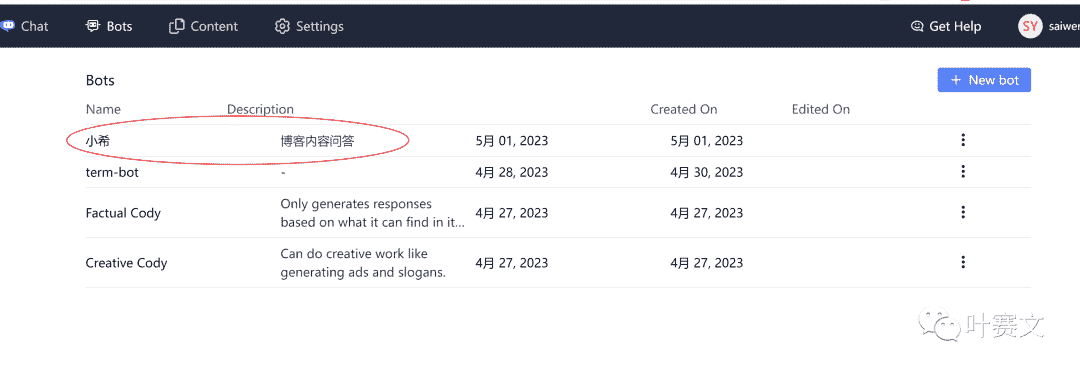 Chat Bots Content Settings Get Help SY saiwer
Bots
New bot
Name Description Created On Edited On
小希 博客内容问答 5月 01, 2023 5月 01, 2023
term-bot - 4月 28, 2023 4月 30, 2023
Factual Cody Only generates responses based on what it can find in it... 4月 27, 2023 4月 27, 2023
Creative Cody Can do creative work like generating ads and slogans. 4月 27, 2023 4月 27, 2023
叶赛文